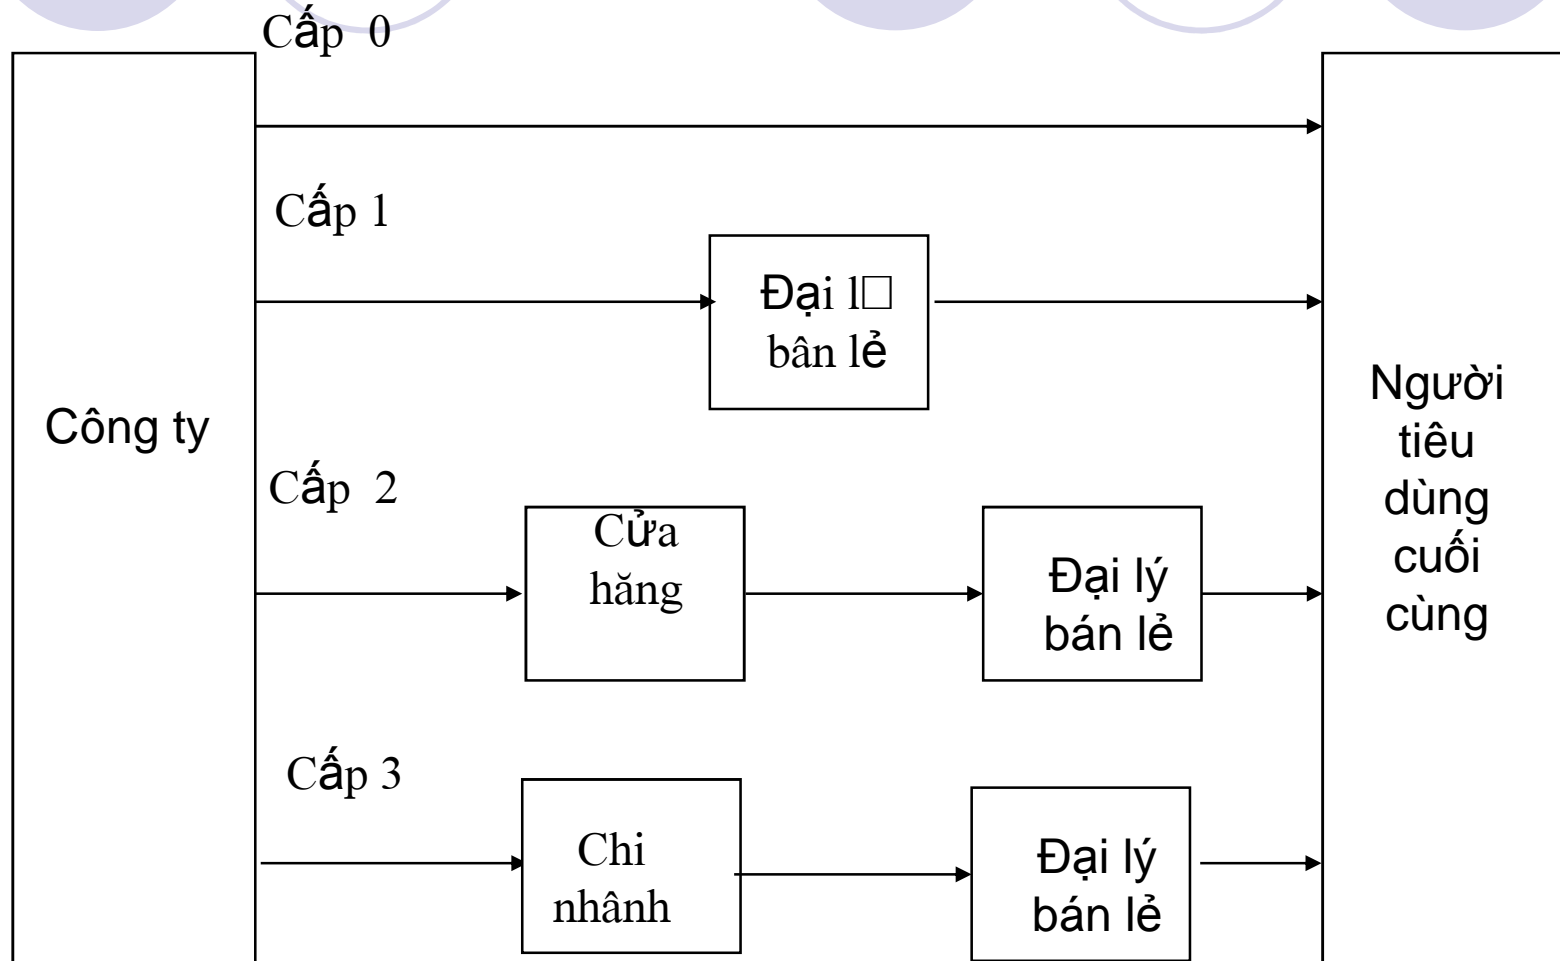 Cấp 0
Cấp 1
Đại l□
bân lẻ
Công ty
Người
tiêu
dùng
cuối
cùng
Cấp 2
Cửa
hăng
Đại lý
bán lẻ
Cấp 3
Chi
nhânh
Đại lý
bán lẻ